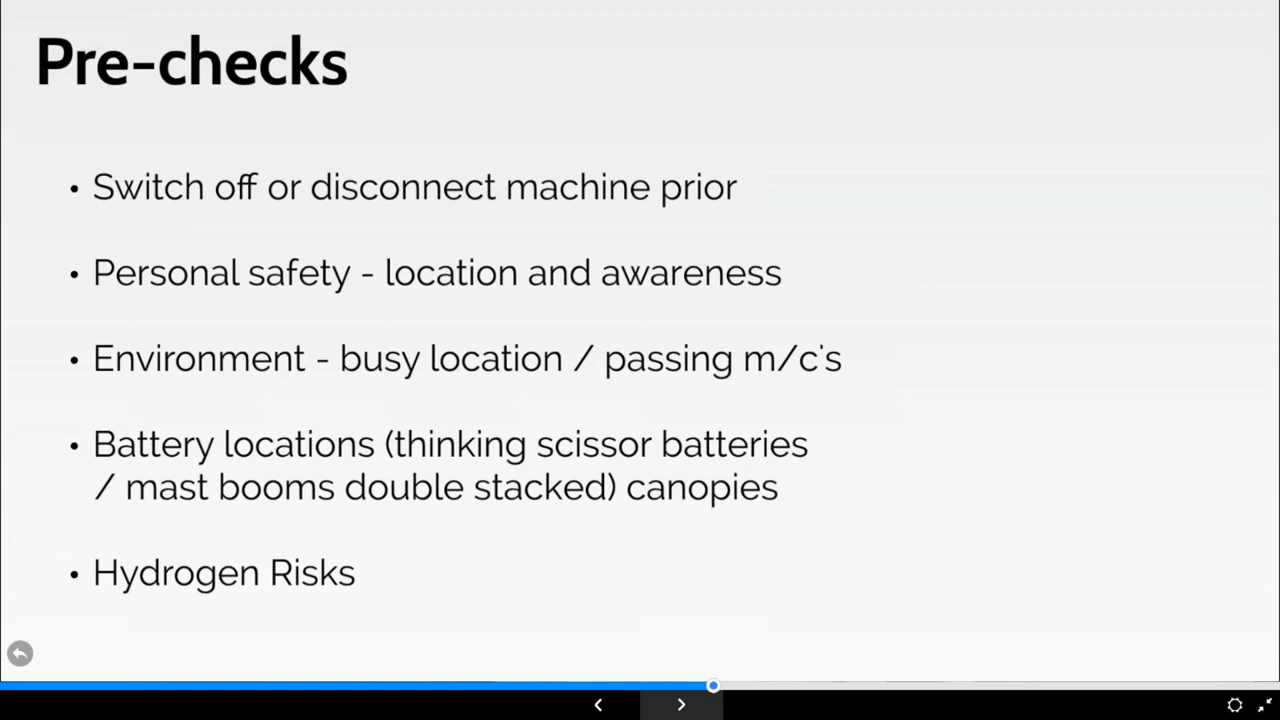 Pre-checks
• Switch off or disconnect machine prior
• Personal safety - location and awareness
• Environment - busy location / passing m/c's
• Battery locations (thinking scissor batteries
/ mast booms double stacked) canopies
• Hydrogen Risks